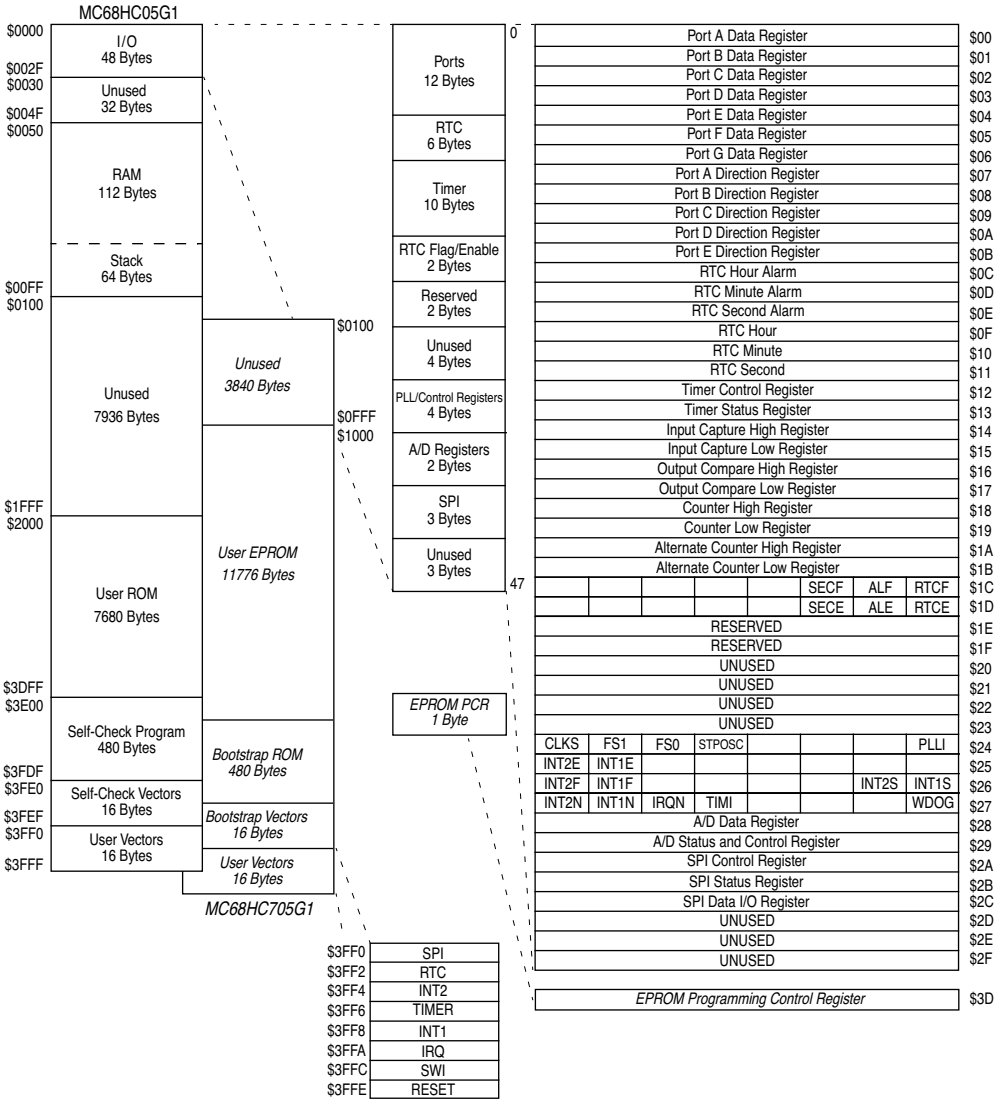 MC68HC05G1
$0000
I/O
48 Bytes
$002F
$0030
Unused
32 Bytes
$004F
$0050
RAM
112 Bytes
Stack
64 Bytes
$00FF
$0100
Unused
7936 Bytes
$1FFF
$2000
User ROM
7680 Bytes
$3DFF
$3E00
Self-Check Program
480 Bytes
$3FDF
$3FE0
Self-Check Vectors
16 Bytes
$3FEF
$3FF0
User Vectors
16 Bytes
$3FFF
$0100
Unused
3840 Bytes
$0FFF
$1000
User EPROM
11776 Bytes
Bootstrap ROM
480 Bytes
Bootstrap Vectors
16 Bytes
User Vectors
16 Bytes
MC68HC705G1
0
Ports
12 Bytes
RTC
6 Bytes
Timer
10 Bytes
RTC Flag/Enable
2 Bytes
Reserved
2 Bytes
Unused
4 Bytes
PLL/Control Registers
4 Bytes
A/D Registers
2 Bytes
SPI
3 Bytes
Unused
3 Bytes
47
EPROM PCR
1 Byte
$3FF0 SPI
$3FF2 RTC
$3FF4 INT2
$3FF6 TIMER
$3FF8 INT1
$3FFA IRQ
$3FFC SWI
$3FFE RESET
Port A Data Register $00
Port B Data Register $01
Port C Data Register $02
Port D Data Register $03
Port E Data Register $04
Port F Data Register $05
Port G Data Register $06
Port A Direction Register $07
Port B Direction Register $08
Port C Direction Register $09
Port D Direction Register $0A
Port E Direction Register $0B
RTC Hour Alarm $0C
RTC Minute Alarm $0D
RTC Second Alarm $0E
RTC Hour $0F
RTC Minute $10
RTC Second $11
Timer Control Register $12
Timer Status Register $13
Input Capture High Register $14
Input Capture Low Register $15
Output Compare High Register $16
Output Compare Low Register $17
Counter High Register $18
Counter Low Register $19
Alternate Counter High Register $1A
Alternate Counter Low Register $1B
SECF ALF RTCF $1C
SECE ALE RTCE $1D
RESERVED $1E
RESERVED $1F
UNUSED $20
UNUSED $21
UNUSED $22
UNUSED $23
CLKS FS1 FS0 STPOSC PLLI $24
INT2E INT1E $25
INT2F INT1F INT2S INT1S $26
INT2N INT1N IRQN TIMI WDOG $27
A/D Data Register $28
A/D Status and Control Register $29
SPI Control Register $2A
SPI Status Register $2B
SPI Data I/O Register $2C
UNUSED $2D
UNUSED $2E
UNUSED $2F
EPROM Programming Control Register $3D